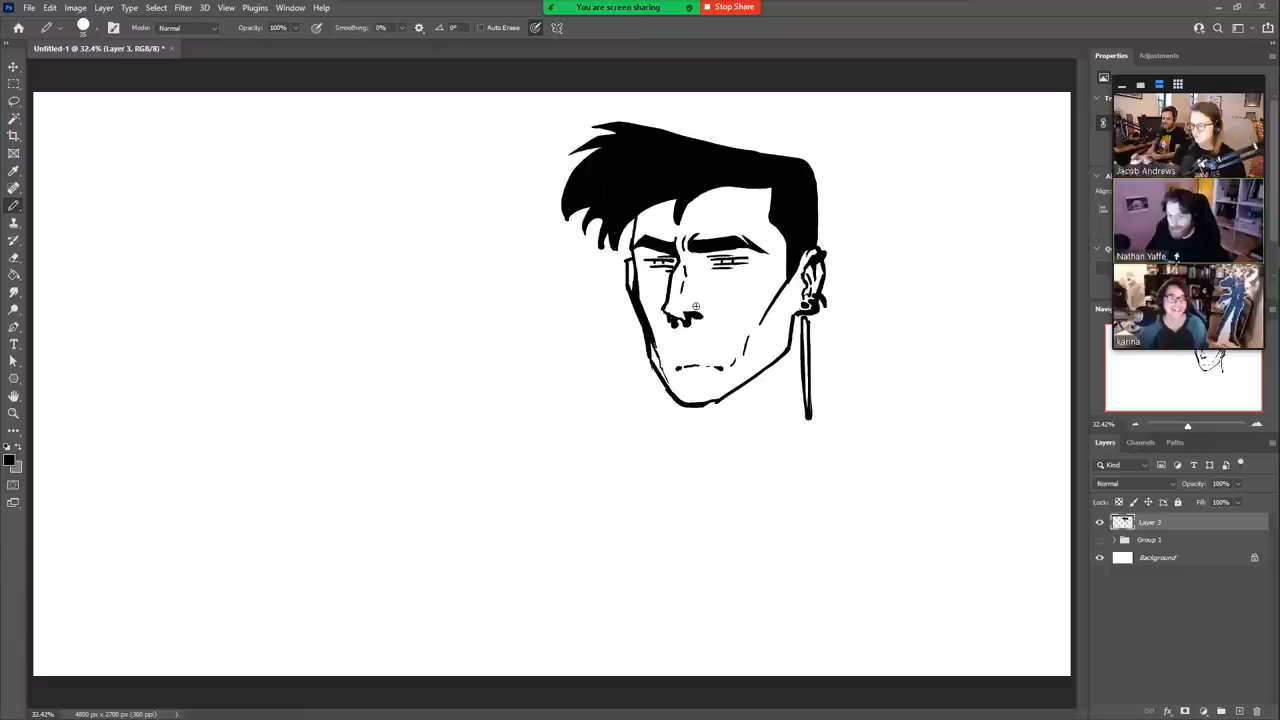 You are screen sharing Stop Share
File Edit Image Layer Type Select Filter 3D View Plugins Window Help
Mode: Normal Opacity: 100% Smoothing: 0% 0° Auto Erase
Untitled-1 @ 32.4% (Layer 3, RGB/8) *
Properties Adjustments
Jacob Andrews
Nathan Yaffe
karina
32.42%
Layers Channels Paths
Kind
Normal Opacity: 100%
Lock: Fill: 100%
Layer 3
Group 1
Background
32.42% 4800 px x 2700 px (300 ppi)